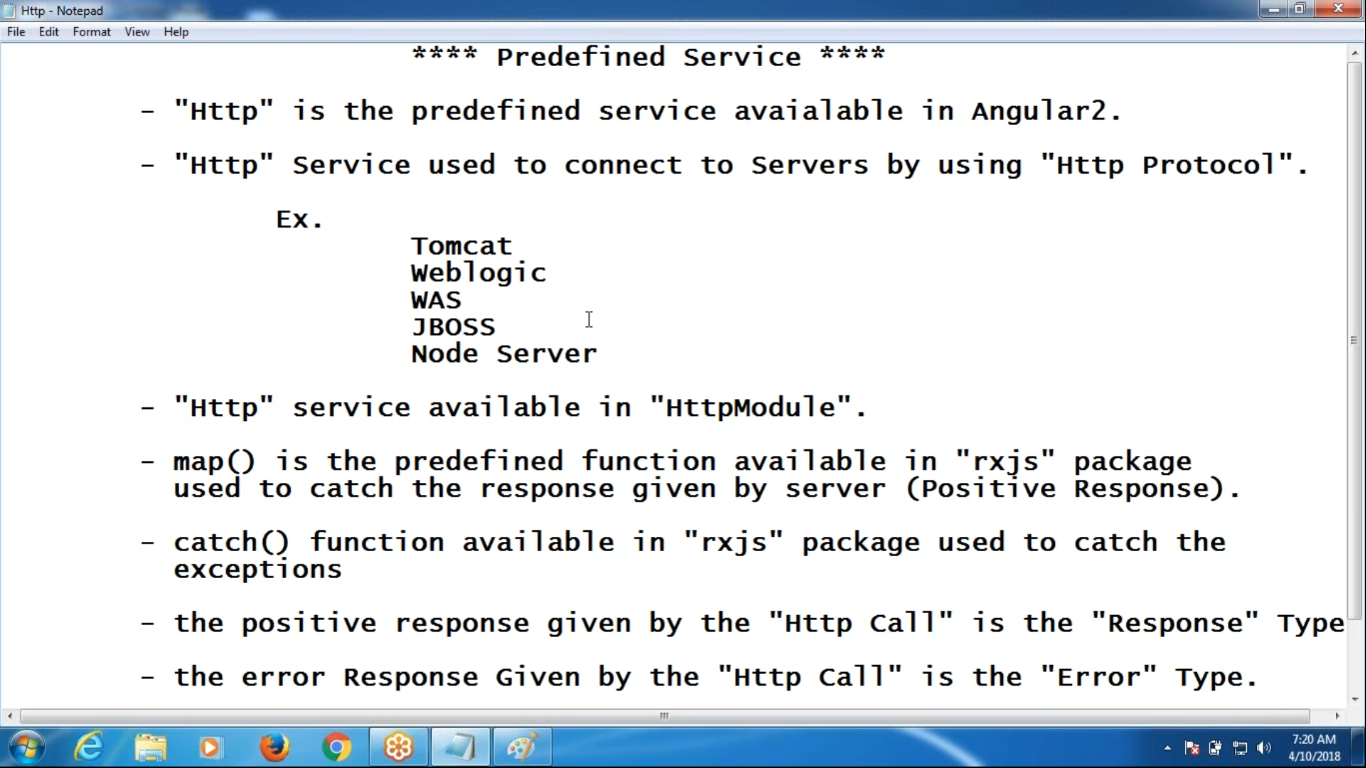 Http - Notepad
File Edit Format View Help
**** Predefined Service ****
- "Http" is the predefined service avaialable in Angular2.
- "Http" Service used to connect to Servers by using "Http Protocol".
Ex.
Tomcat
Weblogic
WAS
JBOSS
Node Server
- "Http" service available in "HttpModule".
- map() is the predefined function available in "rxjs" package
used to catch the response given by server (Positive Response).
- catch() function available in "rxjs" package used to catch the
exceptions
- the positive response given by the "Http Call" is the "Response" Type
- the error Response Given by the "Http Call" is the "Error" Type.
7:20 AM
4/10/2018